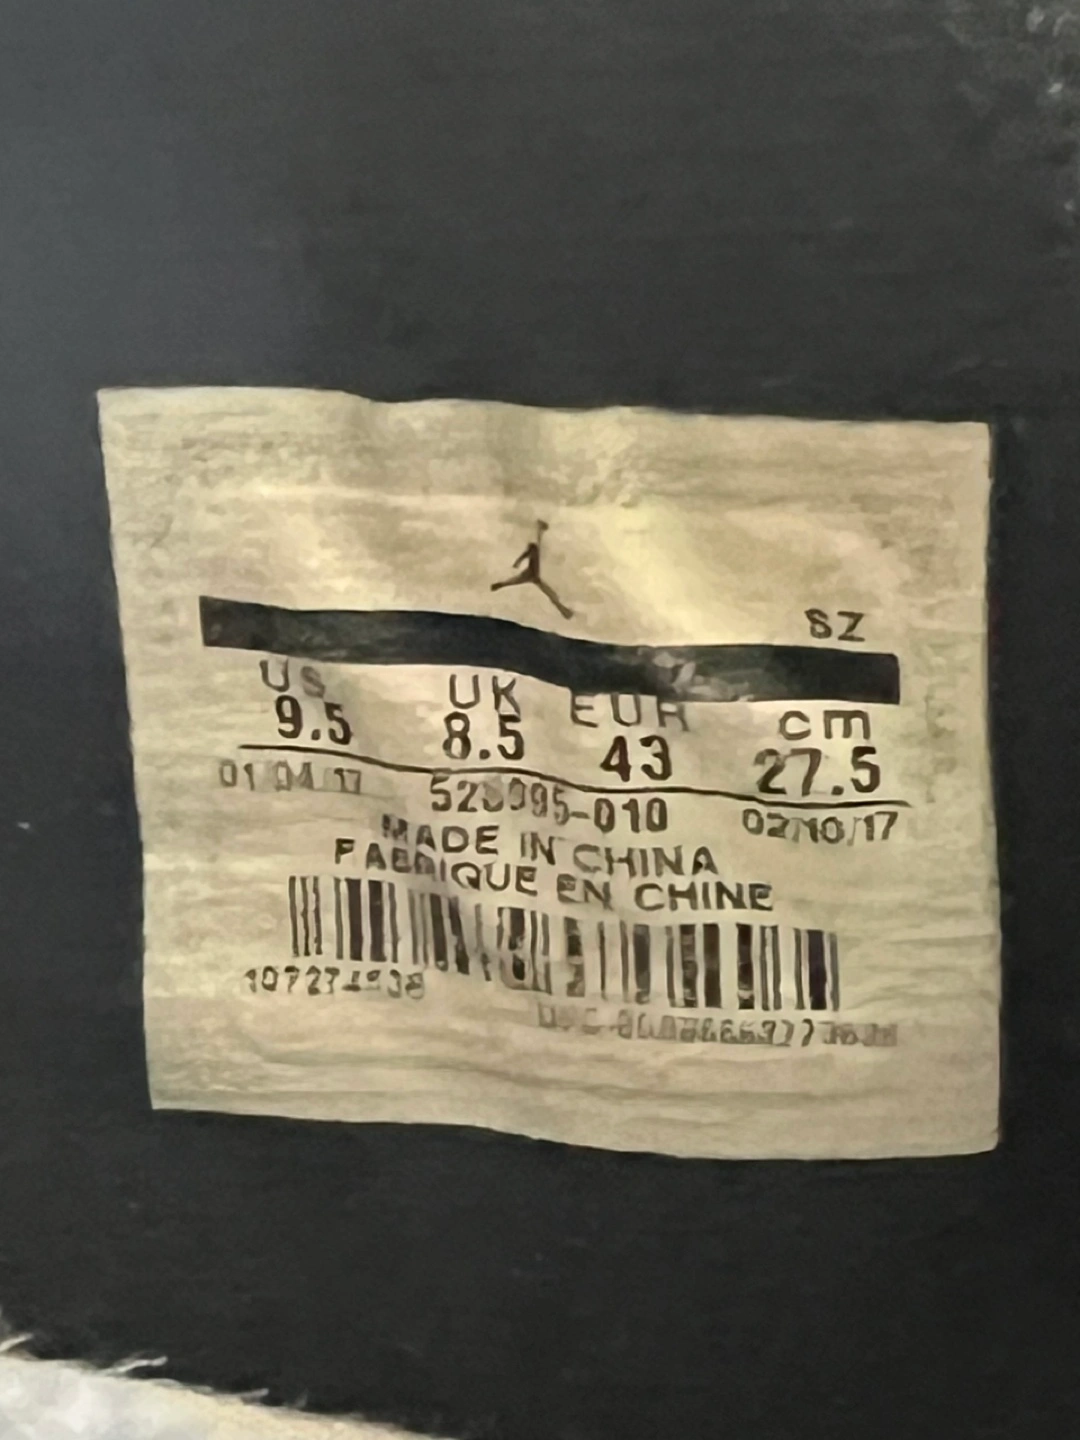 SZ
US UK EUR cm
9.5 8.5 43 27.5
01/04/17 02/10/17
MADE IN CHINA
FABRIQUE EN CHINE